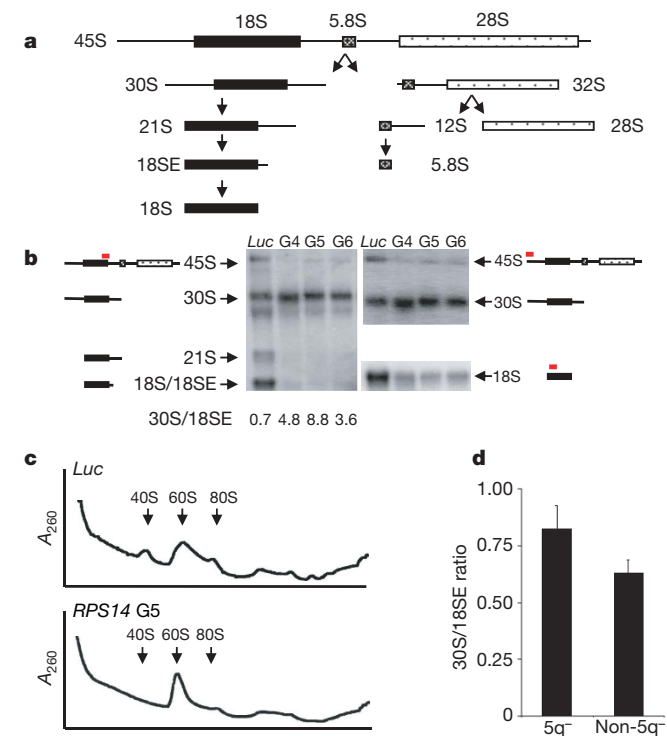 a
18S 5.8S 28S
45S
30S 32S
21S 12S 28S
18SE 5.8S
18S
b
Luc G4 G5 G6 Luc G4 G5 G6
45S 45S
30S 30S
21S
18S/18SE 18S
30S/18SE 0.7 4.8 8.8 3.6
c
Luc
40S 60S 80S
A260
RPS14 G5
40S 60S 80S
A260
d
1.00
0.75
0.50
0.25
0
30S/18SE ratio
5q– Non-5q–